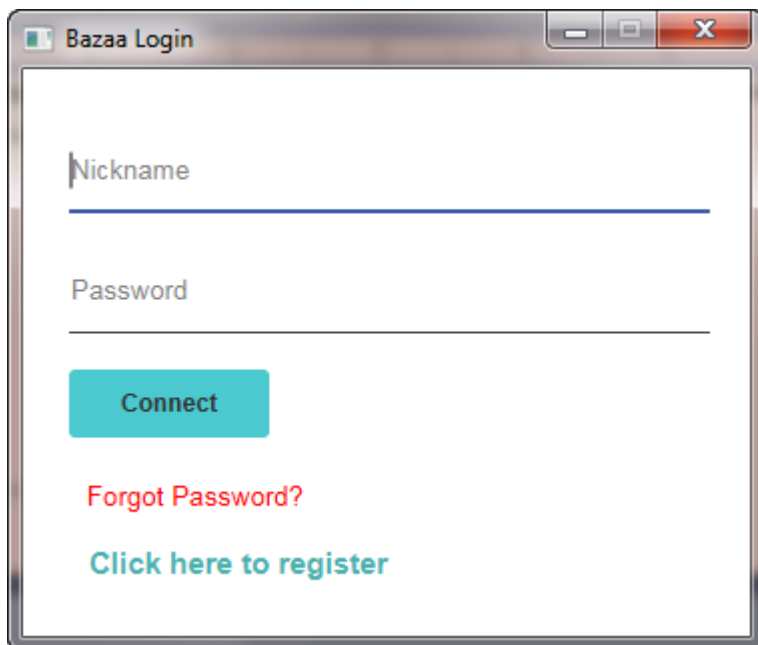 Bazaa Login
Nickname
Password
Connect
Forgot Password?
Click here to register